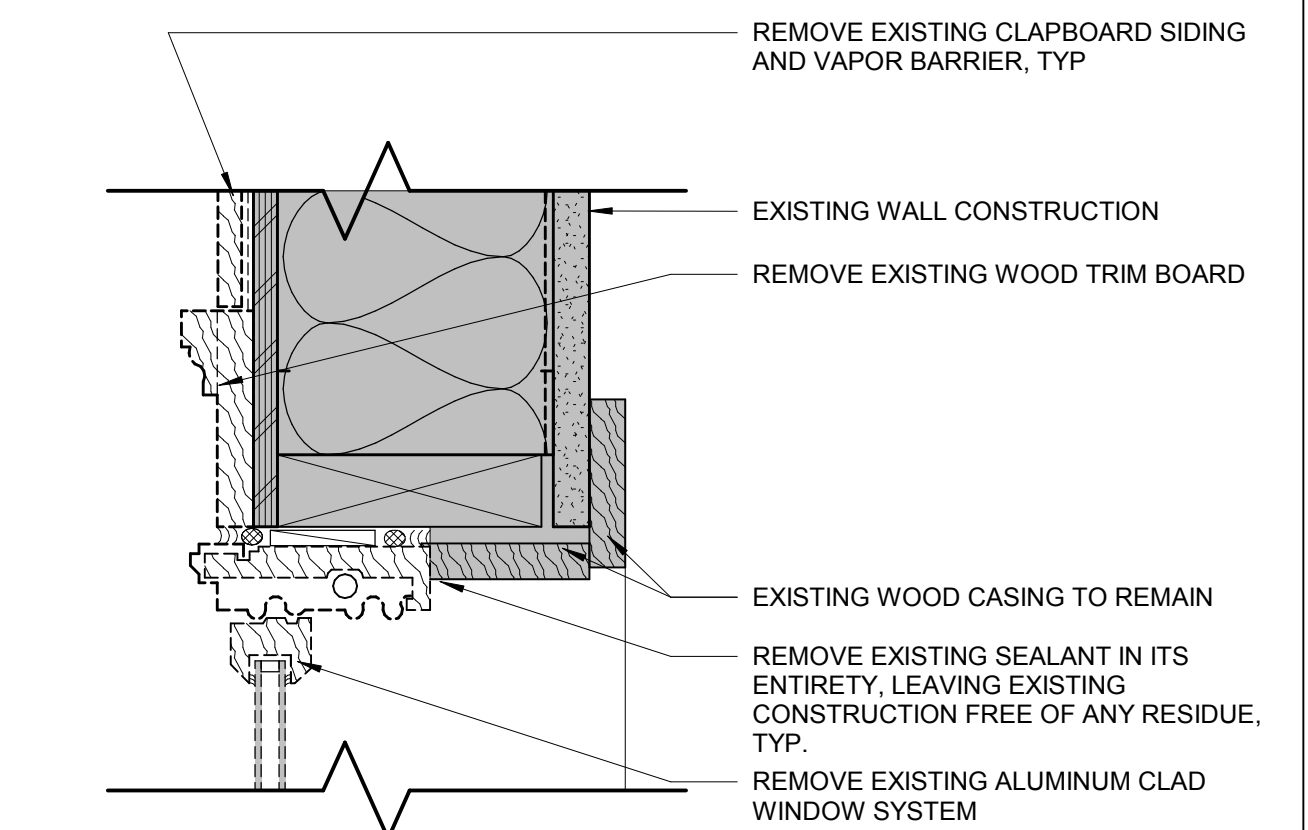 REMOVE EXISTING CLAPBOARD SIDING
AND VAPOR BARRIER, TYP
EXISTING WALL CONSTRUCTION
REMOVE EXISTING WOOD TRIM BOARD
EXISTING WOOD CASING TO REMAIN
REMOVE EXISTING SEALANT IN ITS
ENTIRETY, LEAVING EXISTING
CONSTRUCTION FREE OF ANY RESIDUE,
TYP.
REMOVE EXISTING ALUMINUM CLAD
WINDOW SYSTEM